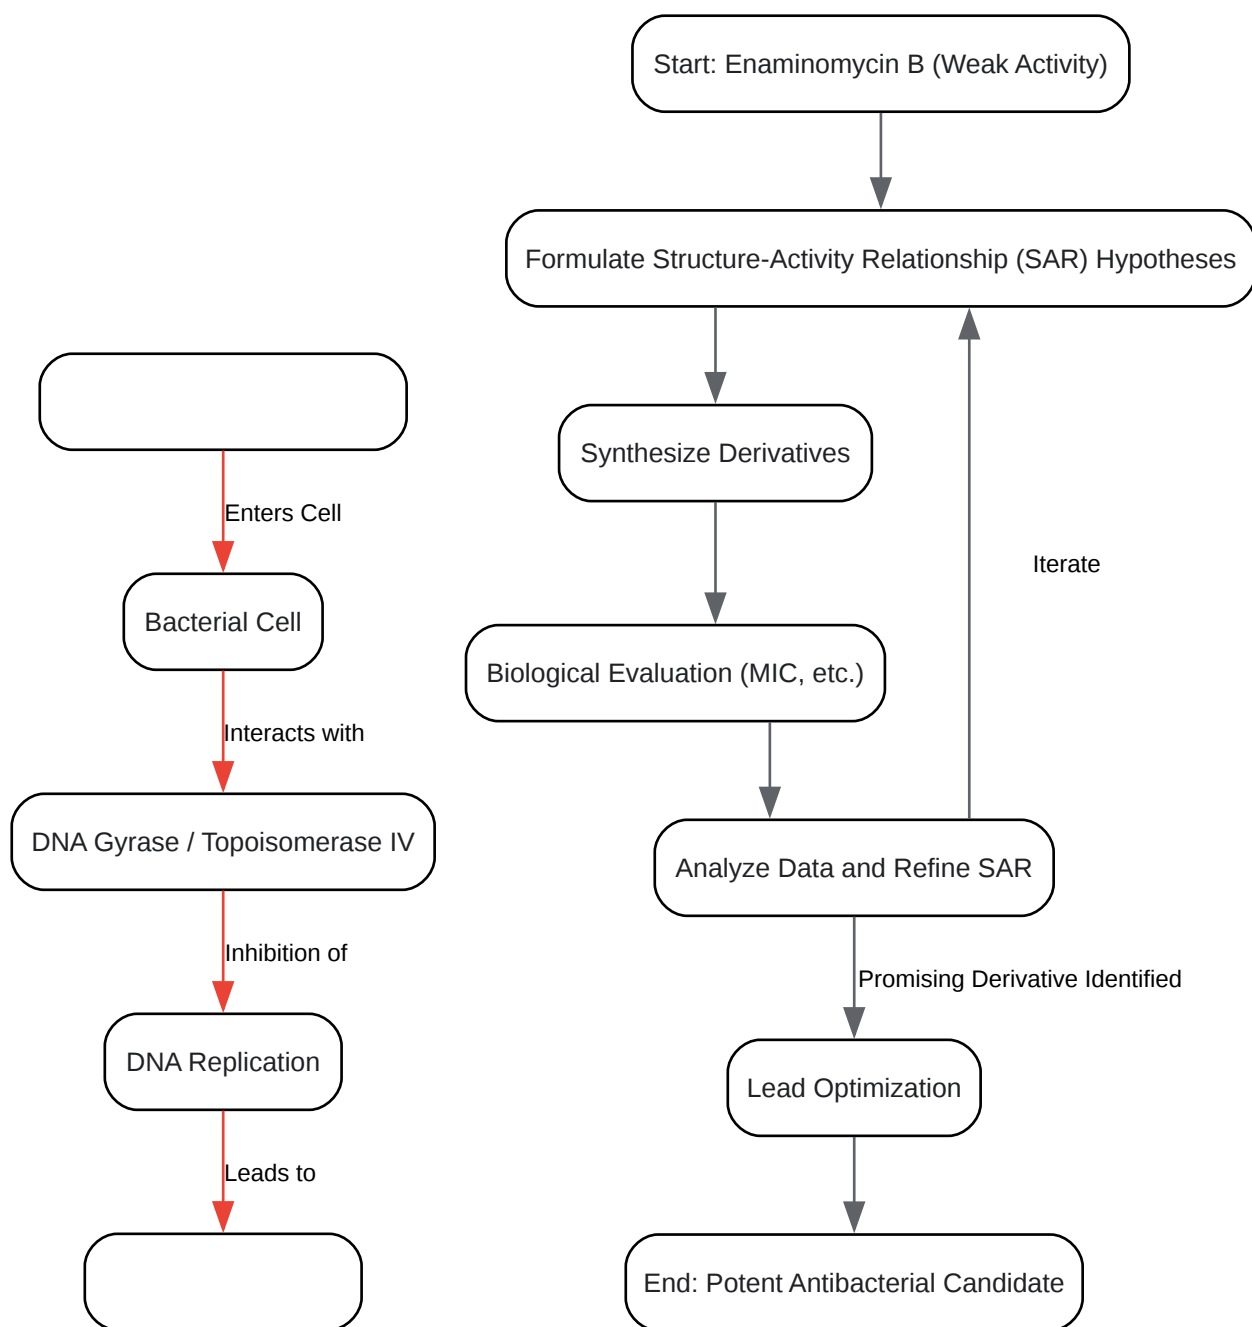 Start: Enaminomycin B (Weak Activity)
Formulate Structure-Activity Relationship (SAR) Hypotheses
Synthesize Derivatives
Enters Cell
Iterate
Bacterial Cell
Biological Evaluation (MIC, etc.)
Interacts with
DNA Gyrase / Topoisomerase IV
Analyze Data and Refine SAR
Inhibition of
Promising Derivative Identified
DNA Replication
Lead Optimization
Leads to
End: Potent Antibacterial Candidate